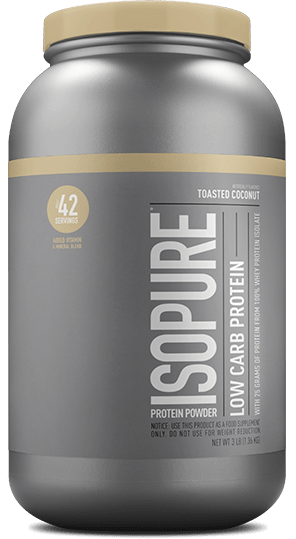 42
SERVINGS
ADDED VITAMIN
& MINERAL BLEND
TOASTED COCONUT
ISOPURE
PROTEIN POWDER
LOW CARB PROTEIN
WITH 25 GRAMS OF PROTEIN FROM 100% WHEY PROTEIN ISOLATE
NOTICE: USE THIS PRODUCT AS A FOOD SUPPLEMENT
ONLY. DO NOT USE FOR WEIGHT REDUCTION
NET WT 3 LB (1.36 KG)